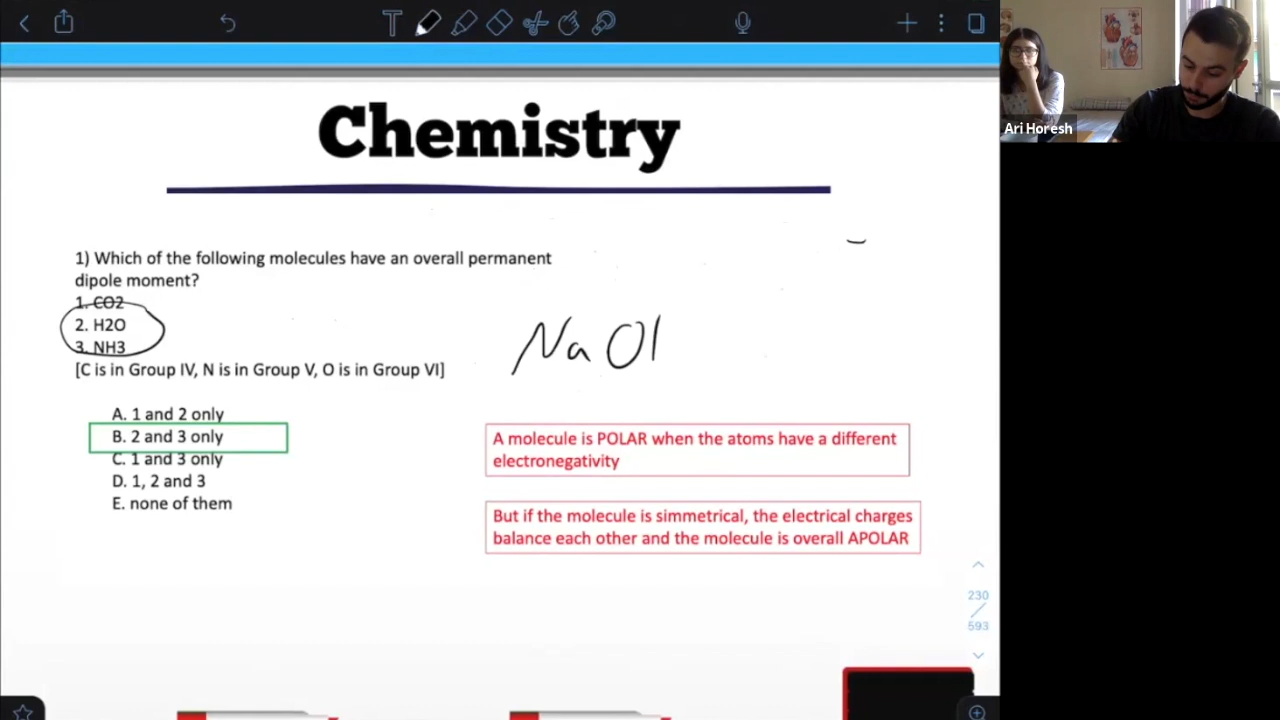 Chemistry
Ari Horesh
1) Which of the following molecules have an overall permanent
dipole moment?
1. CO2
2. H2O
3. NH3
[C is in Group IV, N is in Group V, O is in Group VI]
Na Ol
A. 1 and 2 only
B. 2 and 3 only
C. 1 and 3 only
D. 1, 2 and 3
E. none of them
A molecule is POLAR when the atoms have a different
electronegativity
But if the molecule is simmetrical, the electrical charges
balance each other and the molecule is overall APOLAR
230
593